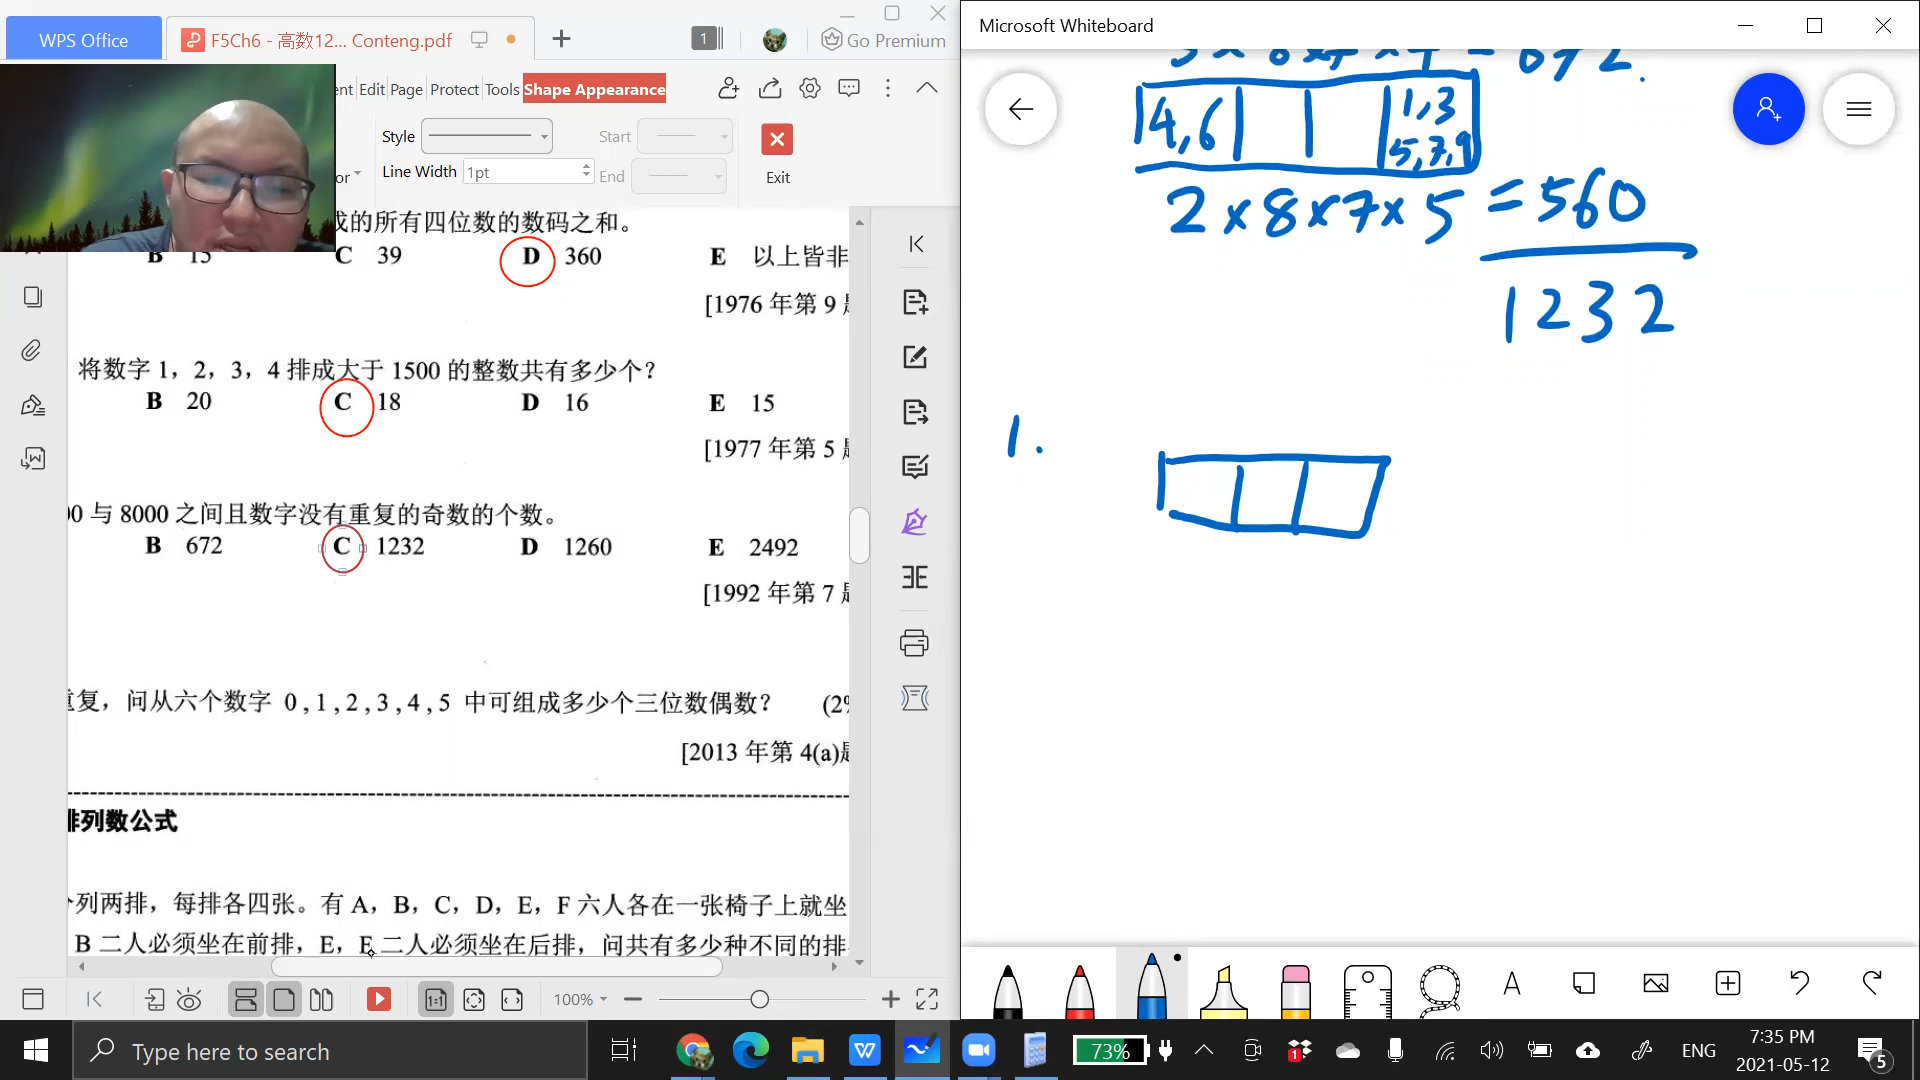 WPS Office
F5Ch6 - 高数12... Conteng.pdf
1
Go Premium
Edit Page Protect Tools Shape Appearance
Style
Start
Line Width 1pt
End
Exit
的所有四位数的数码之和。
B 15 C 39 D 360 E 以上皆非
[1976 年第 9
将数字 1，2，3，4 排成大于 1500 的整数共有多少个？
B 20 C 18 D 16 E 15
[1977 年第 5
00 与 8000 之间且数字没有重复的奇数的个数。
B 672 C 1232 D 1260 E 2492
[1992 年第 7
复，问从六个数字 0 , 1 , 2 , 3 , 4 , 5 中可组成多少个三位数偶数？ (2%
[2013 年第 4(a)
排列数公式
列两排，每排各四张。有 A，B，C，D，E，F 六人各在一张椅子上就坐
B 二人必须坐在前排，E，F 二人必须坐在后排，问共有多少种不同的排
100%
Microsoft Whiteboard
4,6
1,3
5,7,9
2 × 8 × 7 × 5 = 560
1232
1.
Type here to search
73%
1
ENG
7:35 PM
2021-05-12
5